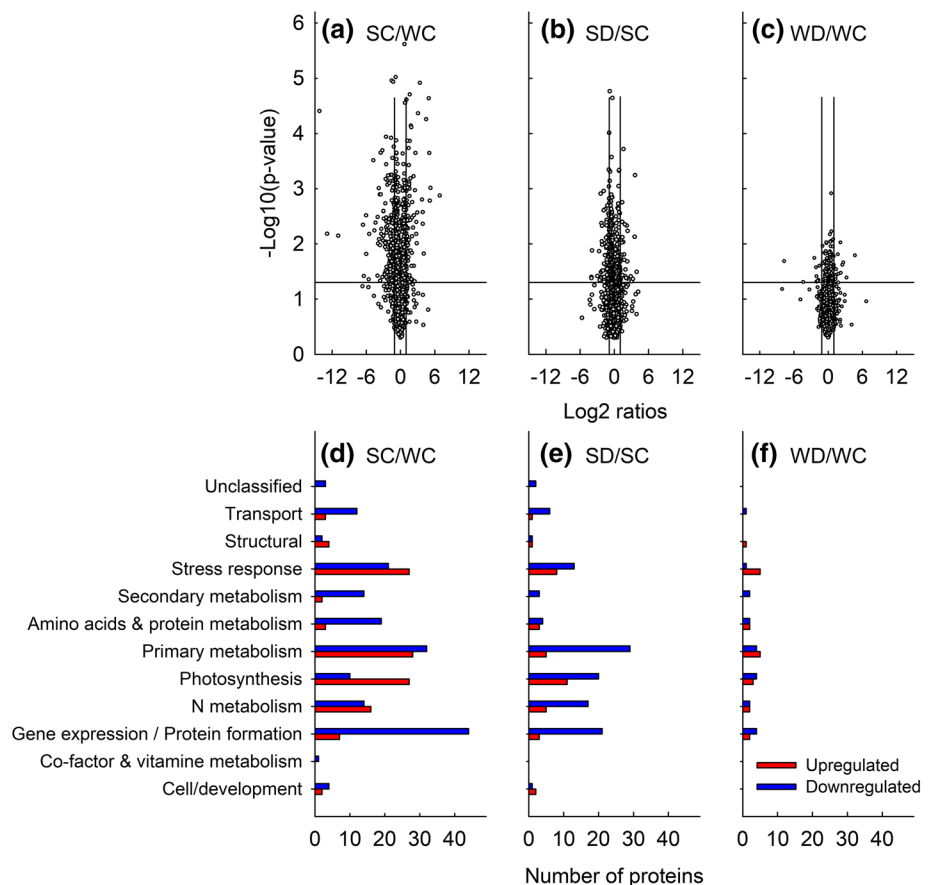 (a) SC/WC
(b) SD/SC
(c) WD/WC
6
5
4
3
2
1
0
-Log10(p-value)
-12 -6 0 6 12
-12 -6 0 6 12
-12 -6 0 6 12
Log2 ratios
(d) SC/WC
(e) SD/SC
(f) WD/WC
Unclassified
Transport
Structural
Stress response
Secondary metabolism
Amino acids & protein metabolism
Primary metabolism
Photosynthesis
N metabolism
Gene expression / Protein formation
Co-factor & vitamine metabolism
Cell/development
Upregulated
Downregulated
0 10 20 30 40
0 10 20 30 40
0 10 20 30 40
Number of proteins